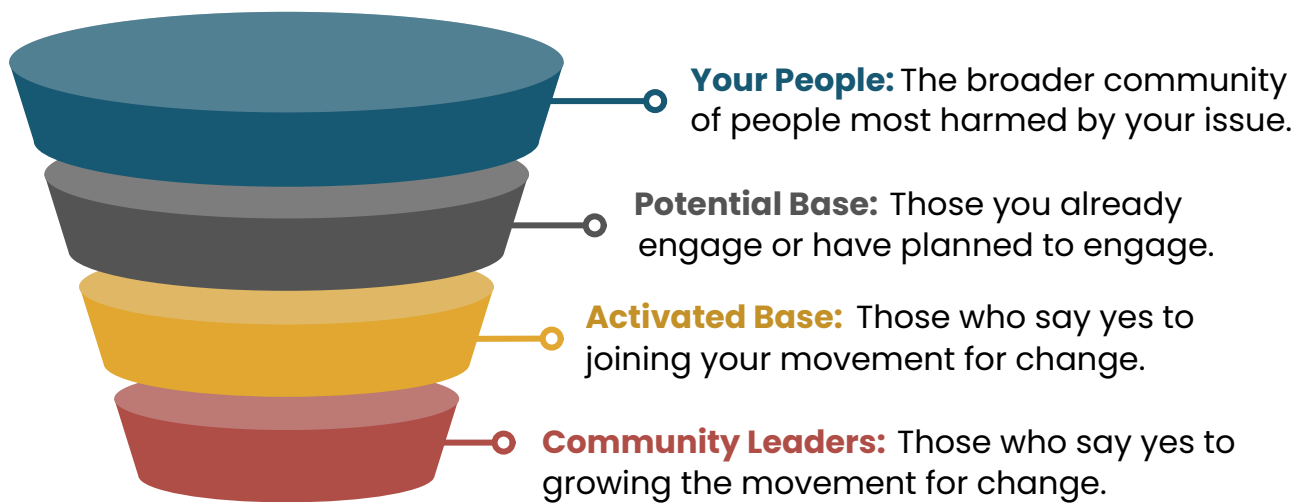 Your People: The broader community
of people most harmed by your issue.
Potential Base: Those you already
engage or have planned to engage.
Activated Base: Those who say yes to
joining your movement for change.
Community Leaders: Those who say yes to
growing the movement for change.